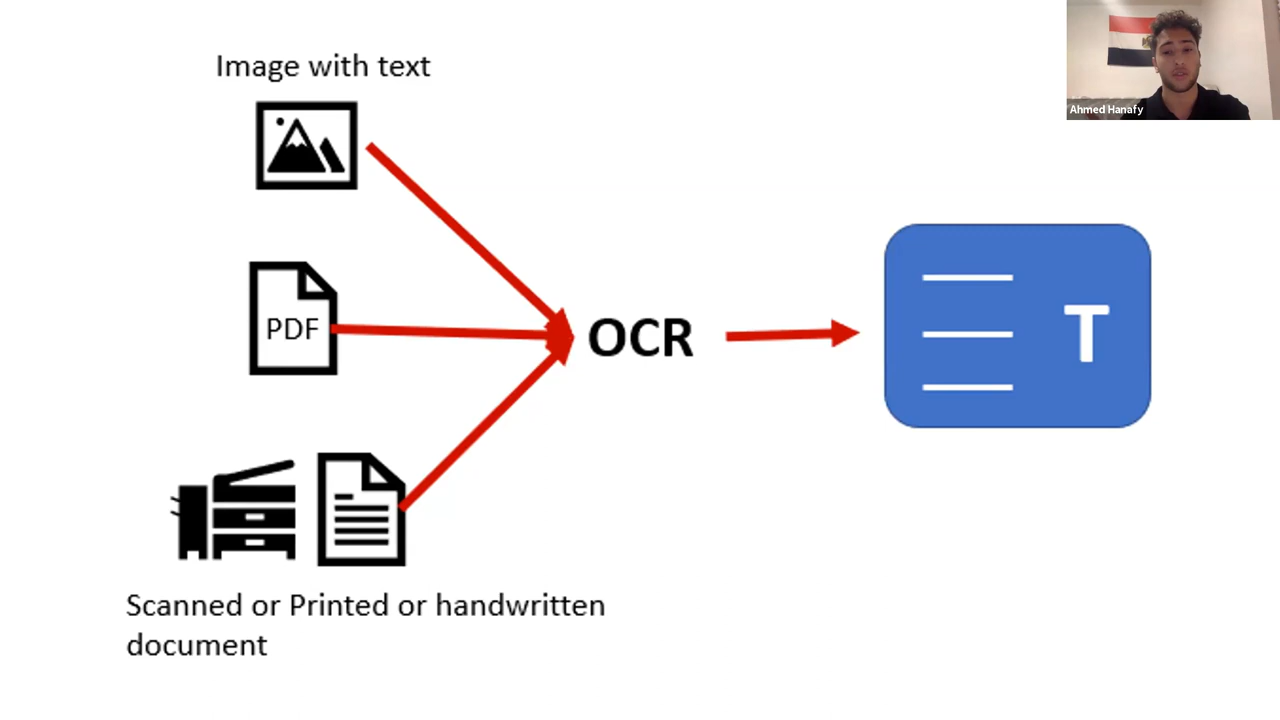 Image with text
Ahmed Hanafy
PDF
OCR
T
Scanned or Printed or handwritten
document